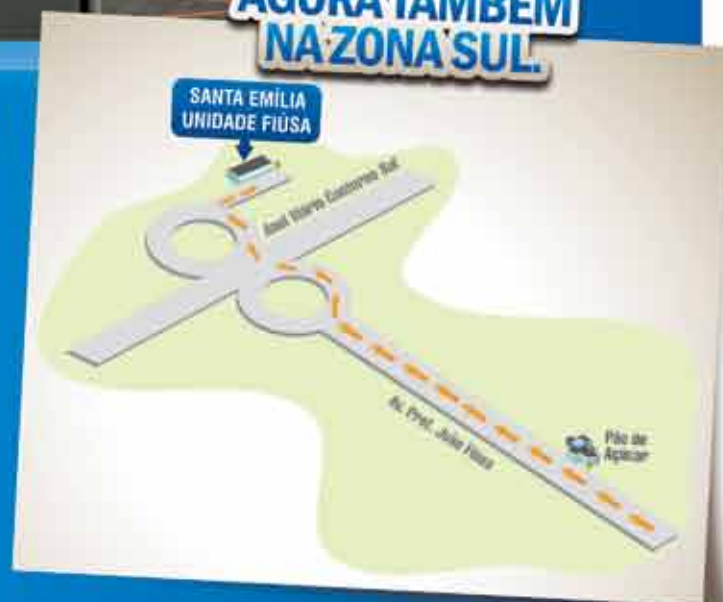 AGORA TAMBÉM
NA ZONA SUL.
SANTA EMÍLIA
UNIDADE FIÚSA
Anel Viário Contorno Sul
Av. Prof. João Fiúsa
Pão de
Açúcar